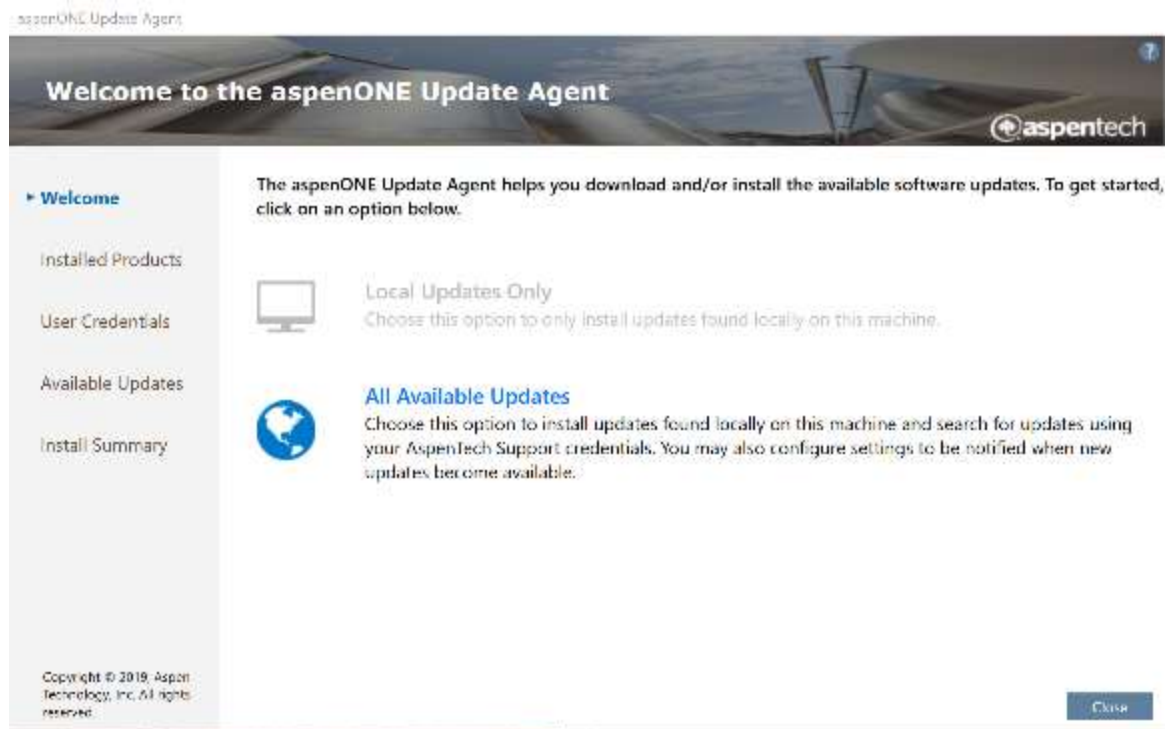 aspenONE Update Agent
?
Welcome to the aspenONE Update Agent
aspentech
Welcome
Installed Products
User Credentials
Available Updates
Install Summary
The aspenONE Update Agent helps you download and/or install the available software updates. To get started,
click on an option below.
Local Updates Only
Choose this option to only install updates found locally on this machine.
All Available Updates
Choose this option to install updates found locally on this machine and search for updates using
your AspenTech Support credentials. You may also configure settings to be notified when new
updates become available.
Copyright © 2019, Aspen
Technology, Inc. All rights
reserved.
Close